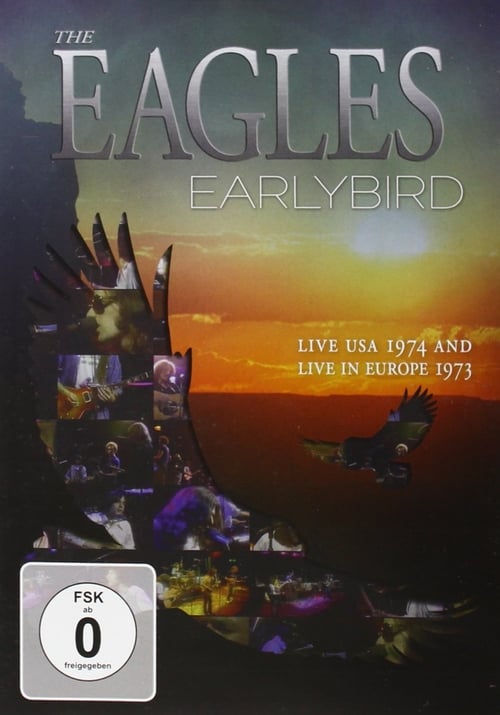 THE
EAGLES
EARLYBIRD
LIVE USA 1974 AND
LIVE IN EUROPE 1973
FSK
ab
0
freigegeben